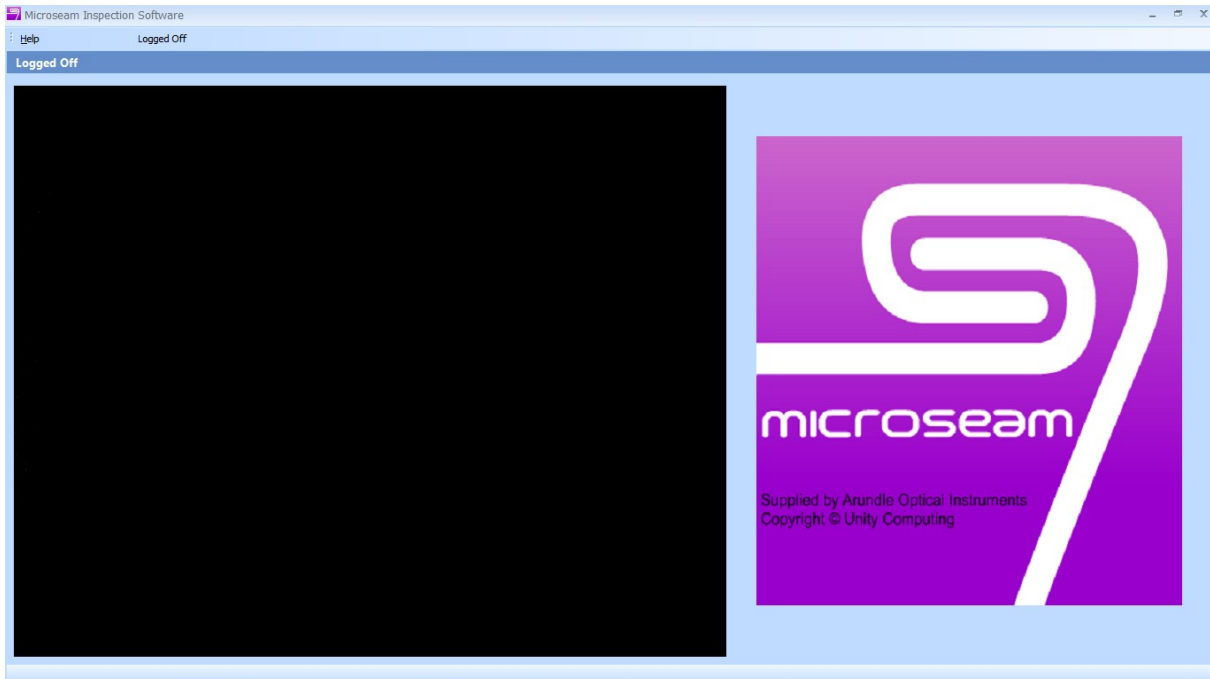 Microseam Inspection Software
Help Logged Off
Logged Off
microseam
Supplied by Arundle Optical Instruments
Copyright © Unity Computing